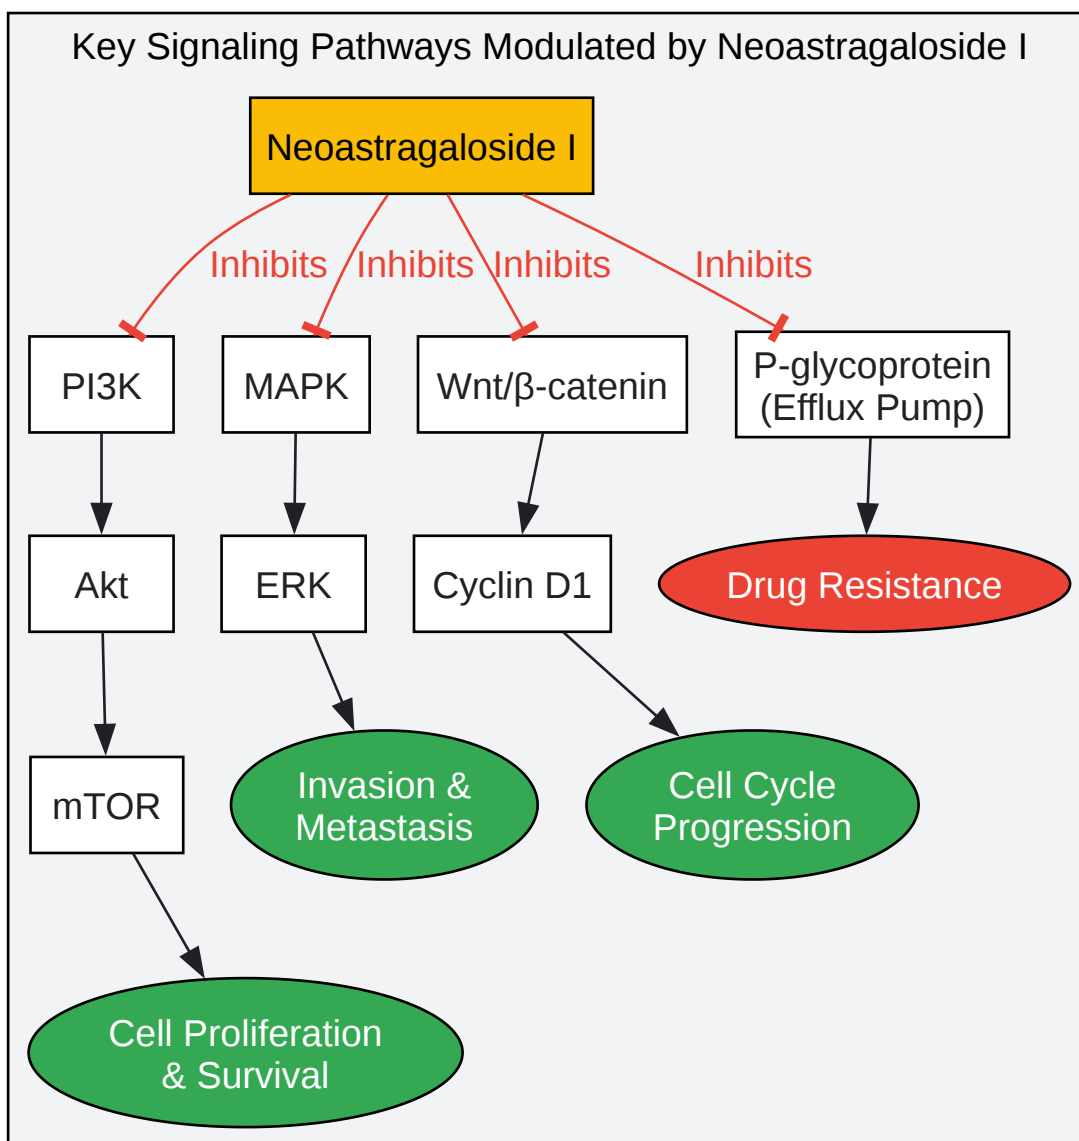 Key Signaling Pathways Modulated by Neoastragaloside I
Neoastragaloside I
Inhibits
Inhibits
Inhibits
Inhibits
PI3K
MAPK
Wnt/β-catenin
P-glycoprotein
(Efflux Pump)
Akt
ERK
Cyclin D1
Drug Resistance
mTOR
Invasion &
Metastasis
Cell Cycle
Progression
Cell Proliferation
& Survival